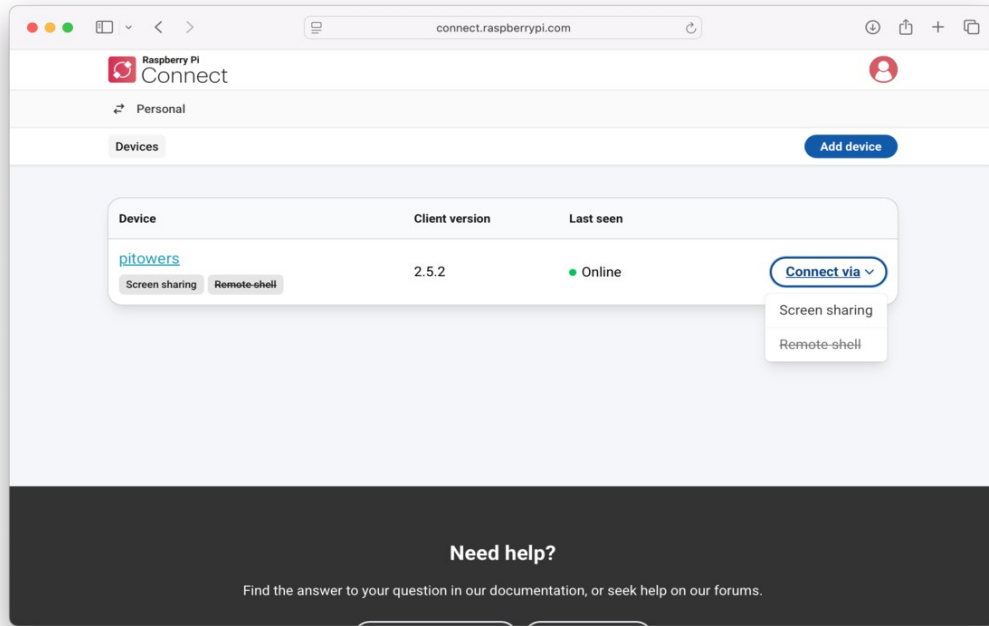 connect.raspberrypi.com
Raspberry Pi
Connect
Personal
Devices
Add device
Device Client version Last seen
pitowers 2.5.2 Online Connect via
Screen sharing Remote shell
Screen sharing
Remote shell
Need help?
Find the answer to your question in our documentation, or seek help on our forums.